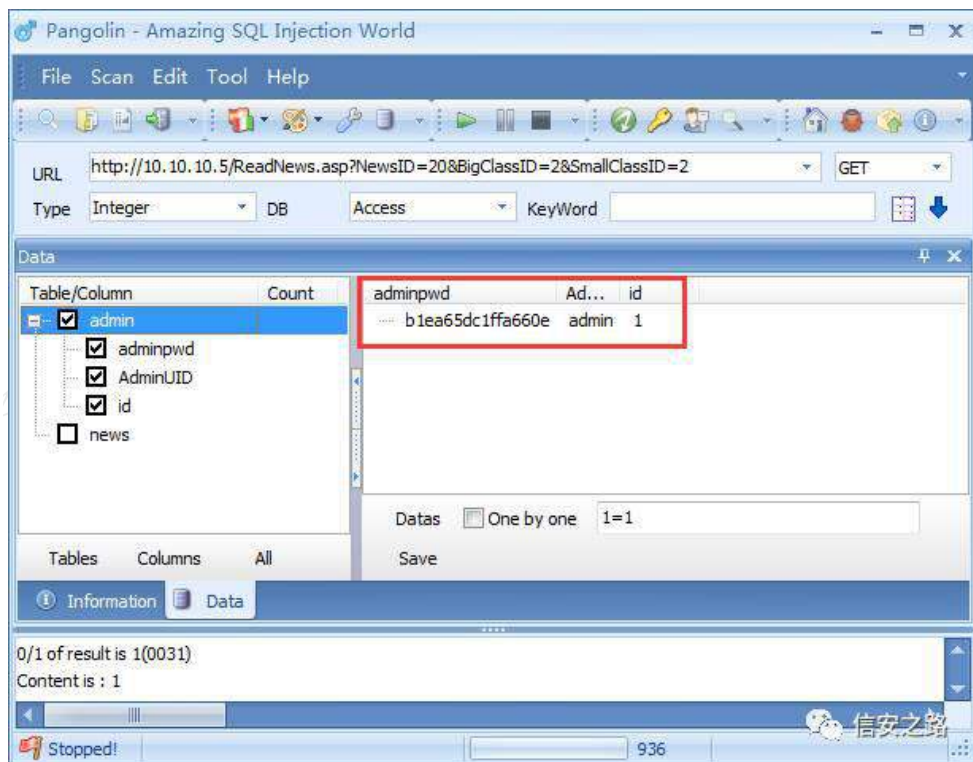 Pangolin - Amazing SQL Injection World
File Scan Edit Tool Help
URL http://10.10.10.5/ReadNews.asp?NewsID=20&BigClassID=2&SmallClassID=2 GET
Type Integer DB Access KeyWord
Data
Table/Column Count adminpwd Ad... id
admin b1ea65dc1ffa660e admin 1
adminpwd
AdminUID
id
news
Datas One by one 1=1
Tables Columns All Save
Information Data
0/1 of result is 1(0031)
Content is : 1
信安之路
Stopped! 936